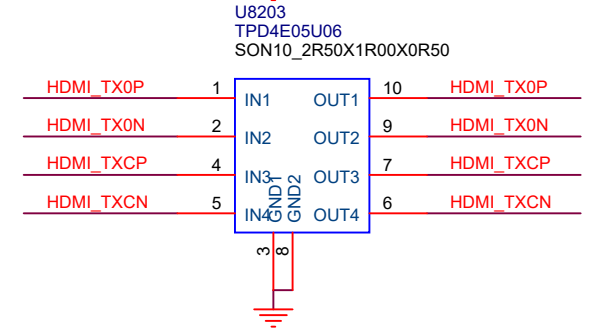 U8203
TPD4E05U06
SON10_2R50X1R00X0R50
HDMI_TX0P 1 IN1 OUT1 10 HDMI_TX0P
HDMI_TX0N 2 IN2 OUT2 9 HDMI_TX0N
HDMI_TXCP 4 IN3 OUT3 7 HDMI_TXCP
HDMI_TXCN 5 IN4 OUT4 6 HDMI_TXCN
GND1
GND2
3
8